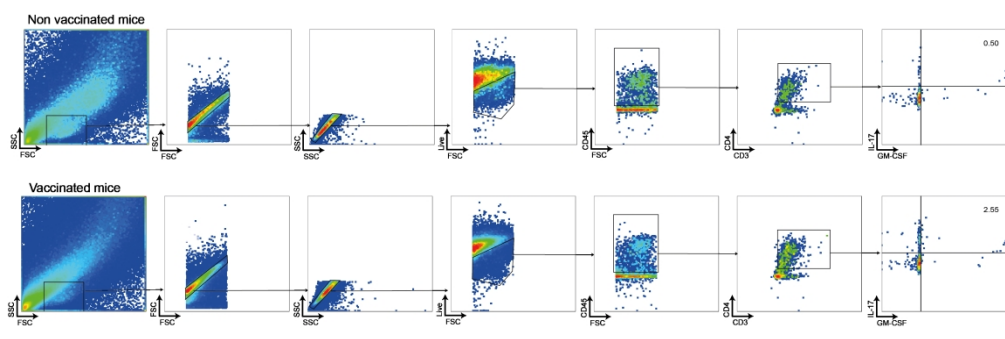 Non vaccinated mice
SSC
FSC
FSC
FSC
SSC
SSC
Live
FSC
CD45
FSC
CD4
CD3
IL-17
GM-CSF
0.50
Vaccinated mice
SSC
FSC
FSC
FSC
SSC
SSC
Live
FSC
CD45
FSC
CD4
CD3
IL-17
GM-CSF
2.55